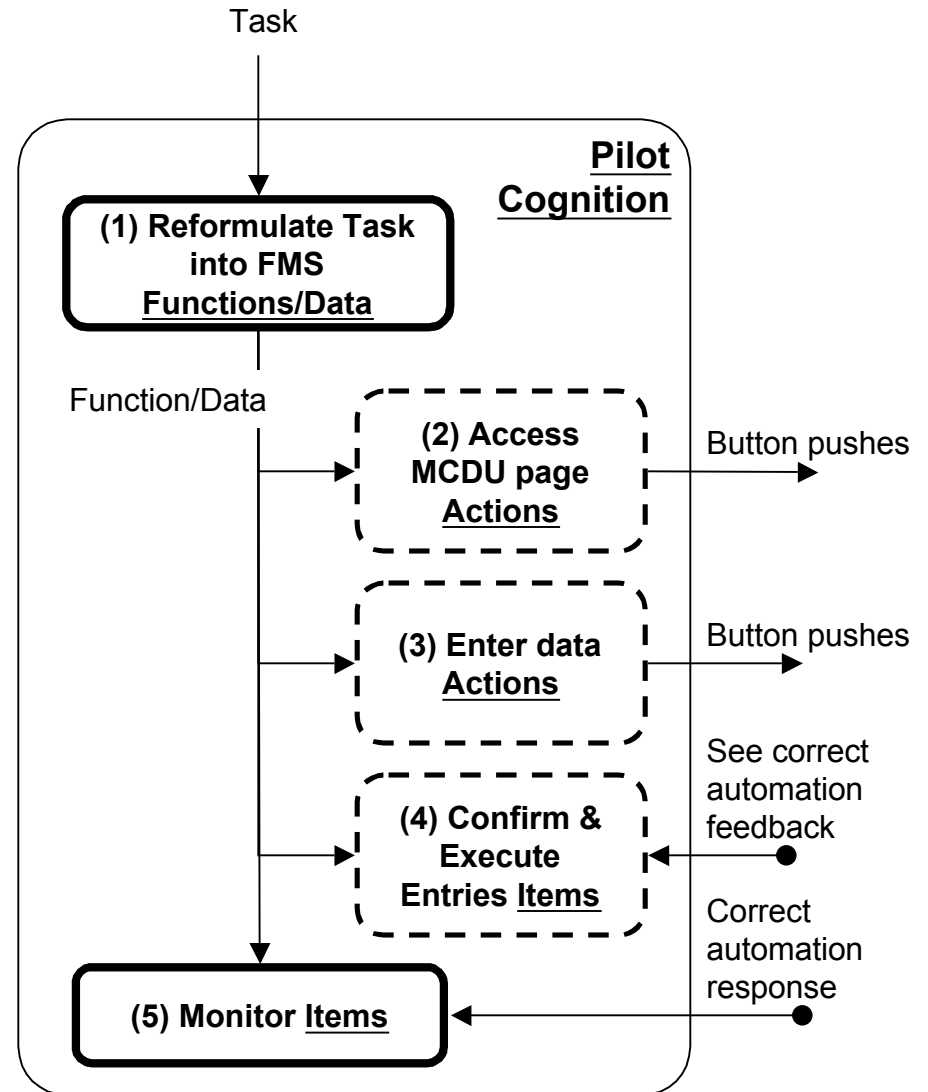 Task
Pilot
Cognition
(1) Reformulate Task
into FMS
Functions/Data
Function/Data
(2) Access
MCDU page
Actions
Button pushes
(3) Enter data
Actions
Button pushes
(4) Confirm &
Execute
Entries Items
See correct
automation
feedback
(5) Monitor Items
Correct
automation
response